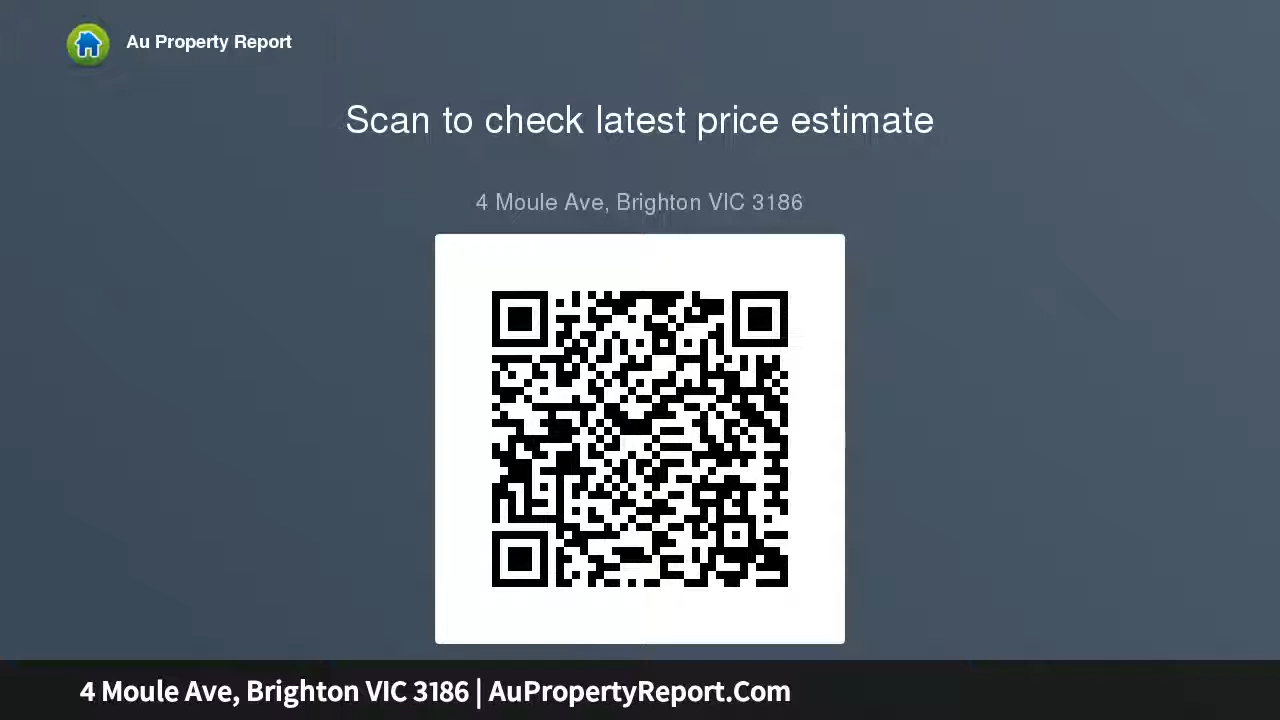 Au Property Report
Scan to check latest price estimate
4 Moule Ave, Brighton VIC 3186
4 Moule Ave, Brighton VIC 3186 | AuPropertyReport.Com